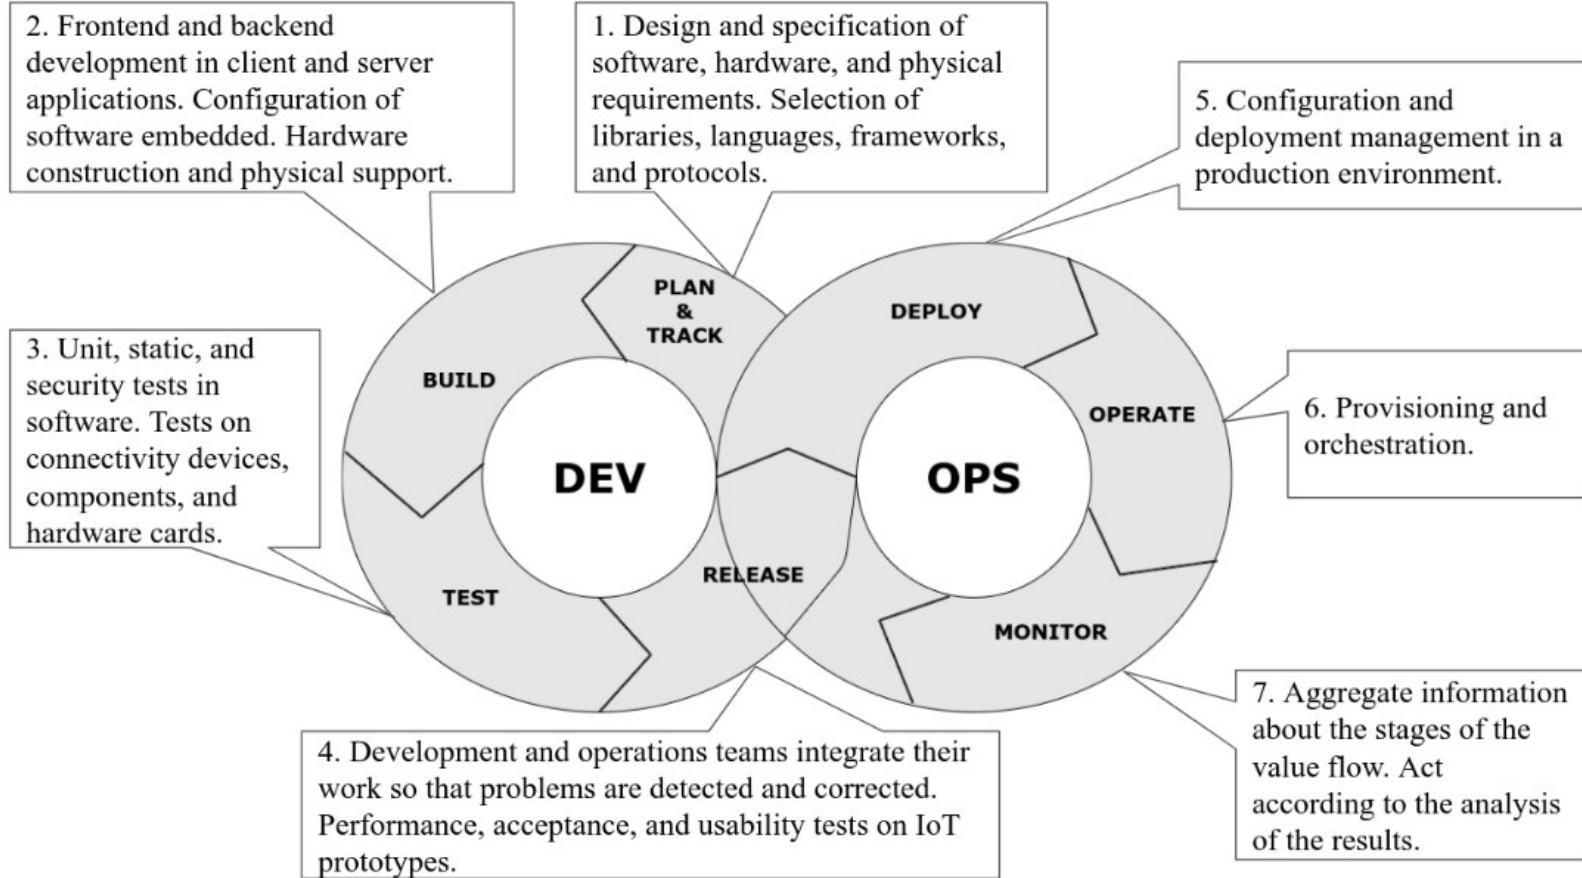 2. Frontend and backend
development in client and server
applications. Configuration of
software embedded. Hardware
construction and physical support.
1. Design and specification of
software, hardware, and physical
requirements. Selection of
libraries, languages, frameworks,
and protocols.
5. Configuration and
deployment management in a
production environment.
3. Unit, static, and
security tests in
software. Tests on
connectivity devices,
components, and
hardware cards.
PLAN
&
TRACK
BUILD
DEV
TEST
RELEASE
DEPLOY
OPERATE
OPS
MONITOR
6. Provisioning and
orchestration.
4. Development and operations teams integrate their
work so that problems are detected and corrected.
Performance, acceptance, and usability tests on IoT
prototypes.
7. Aggregate information
about the stages of the
value flow. Act
according to the analysis
of the results.